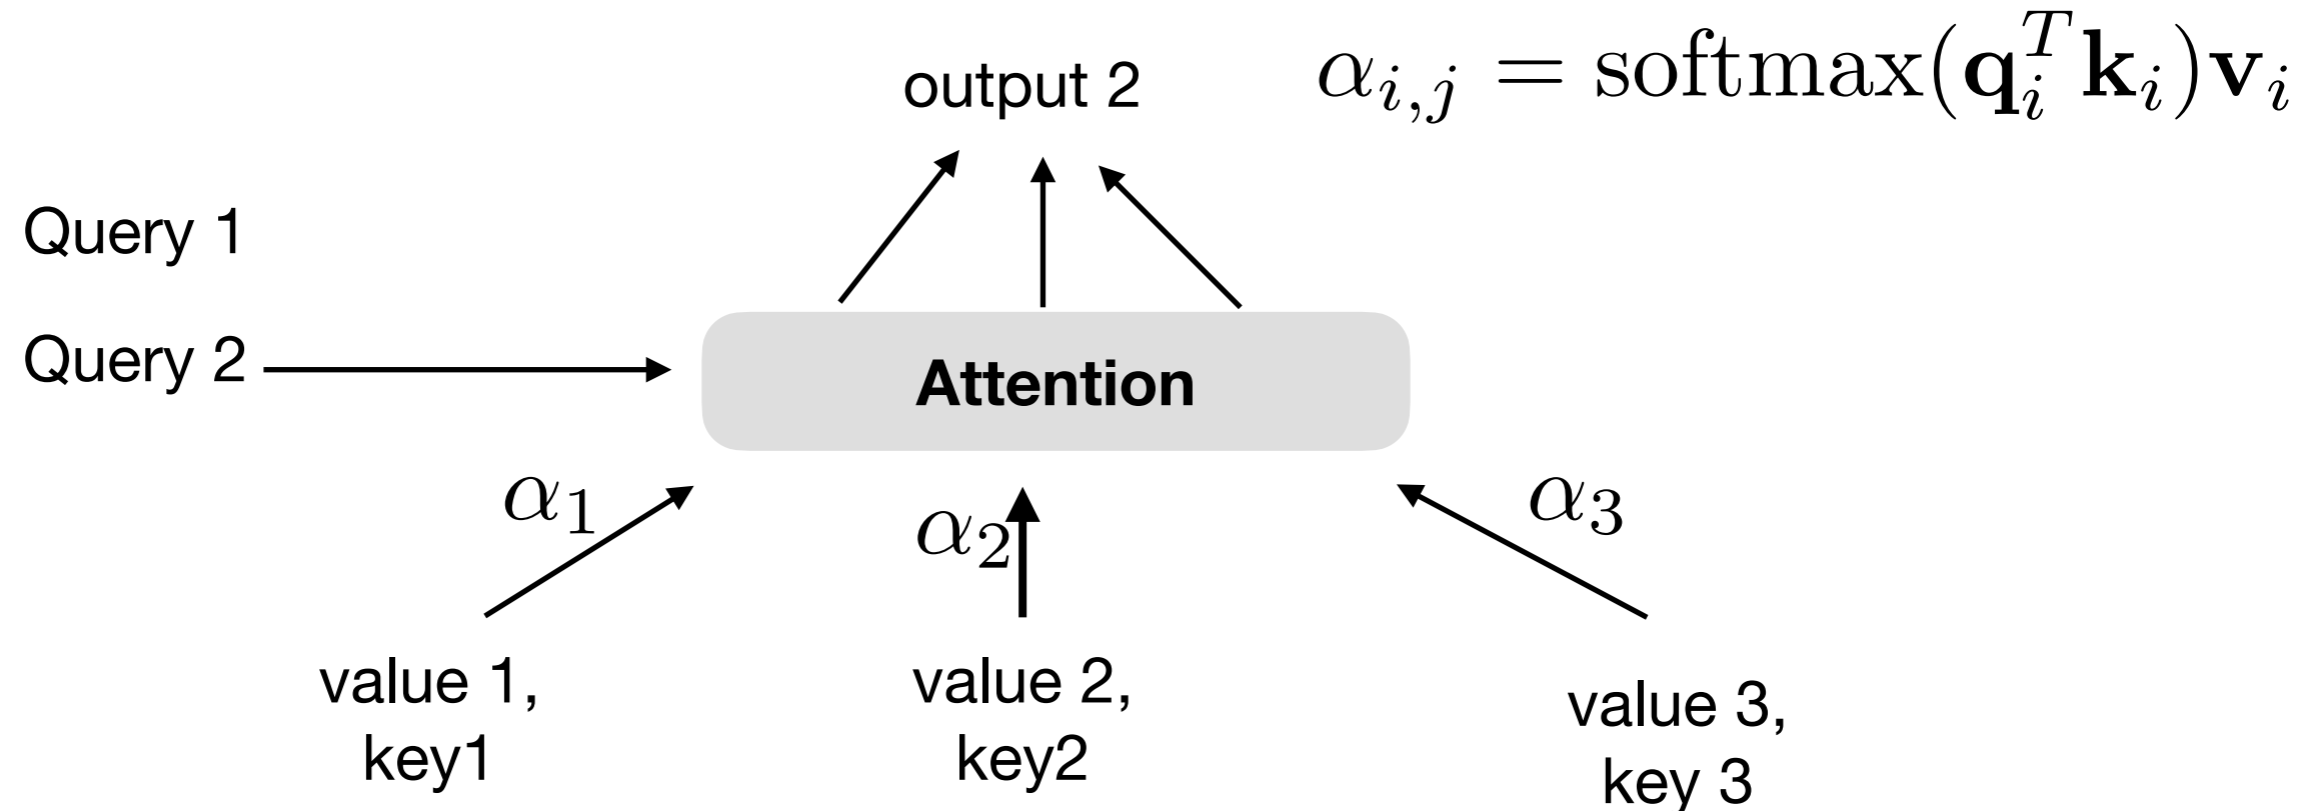 output 2
α_{i,j} = softmax(𝐪_i^T 𝐤_i)𝐯_i
Query 1
Query 2
Attention
α_1
α_2
α_3
value 1,
key1
value 2,
key2
value 3,
key 3